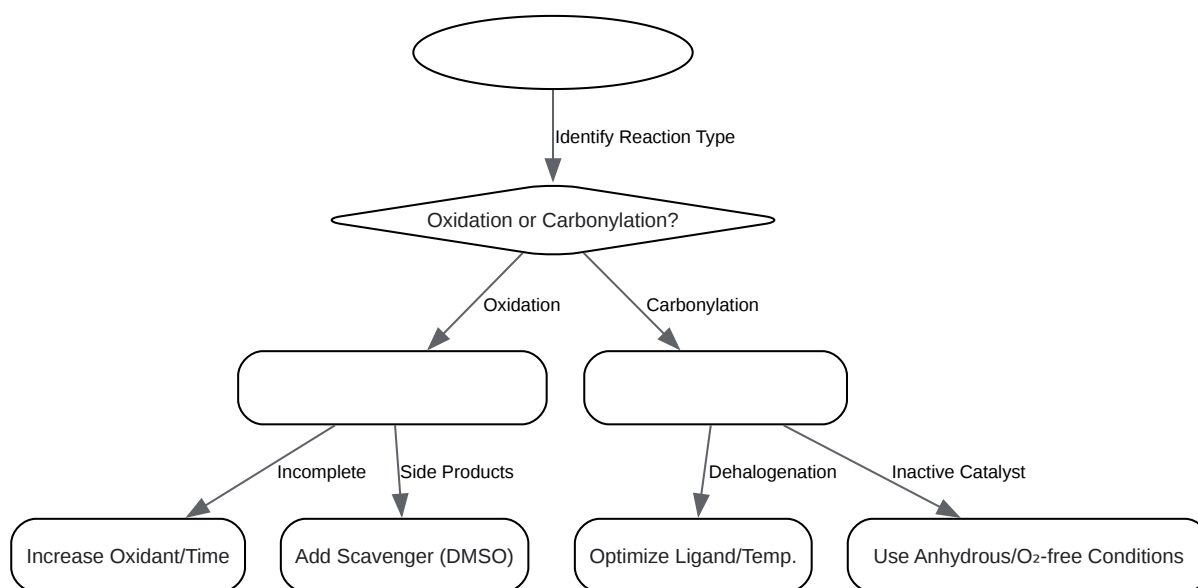 Identify Reaction Type
Oxidation or Carbonylation?
Oxidation
Carbonylation
Incomplete
Side Products
Dehalogenation
Inactive Catalyst
Increase Oxidant/Time
Add Scavenger (DMSO)
Optimize Ligand/Temp.
Use Anhydrous/O₂-free Conditions